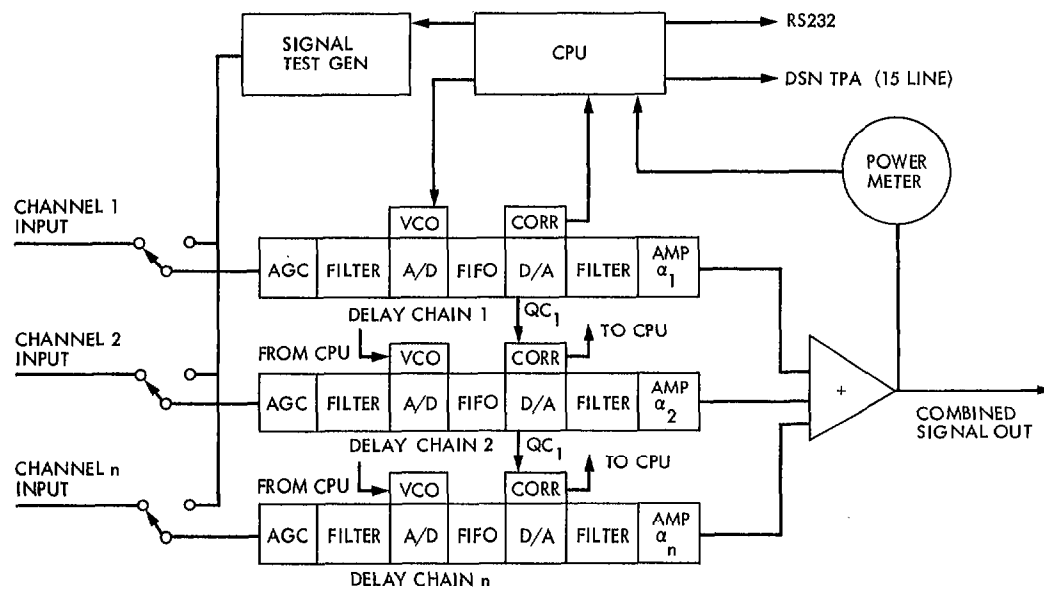 SIGNAL
TEST GEN
CPU
RS232
DSN TPA (15 LINE)
POWER
METER
CHANNEL 1
INPUT
VCO
CORR
AGC
FILTER
A/D
FIFO
D/A
FILTER
AMP
α1
DELAY CHAIN 1
QC1
TO CPU
CHANNEL 2
INPUT
FROM CPU
VCO
CORR
AGC
FILTER
A/D
FIFO
D/A
FILTER
AMP
α2
+
COMBINED
SIGNAL OUT
DELAY CHAIN 2
QC1
TO CPU
CHANNEL n
INPUT
FROM CPU
VCO
CORR
AGC
FILTER
A/D
FIFO
D/A
FILTER
AMP
αn
DELAY CHAIN n